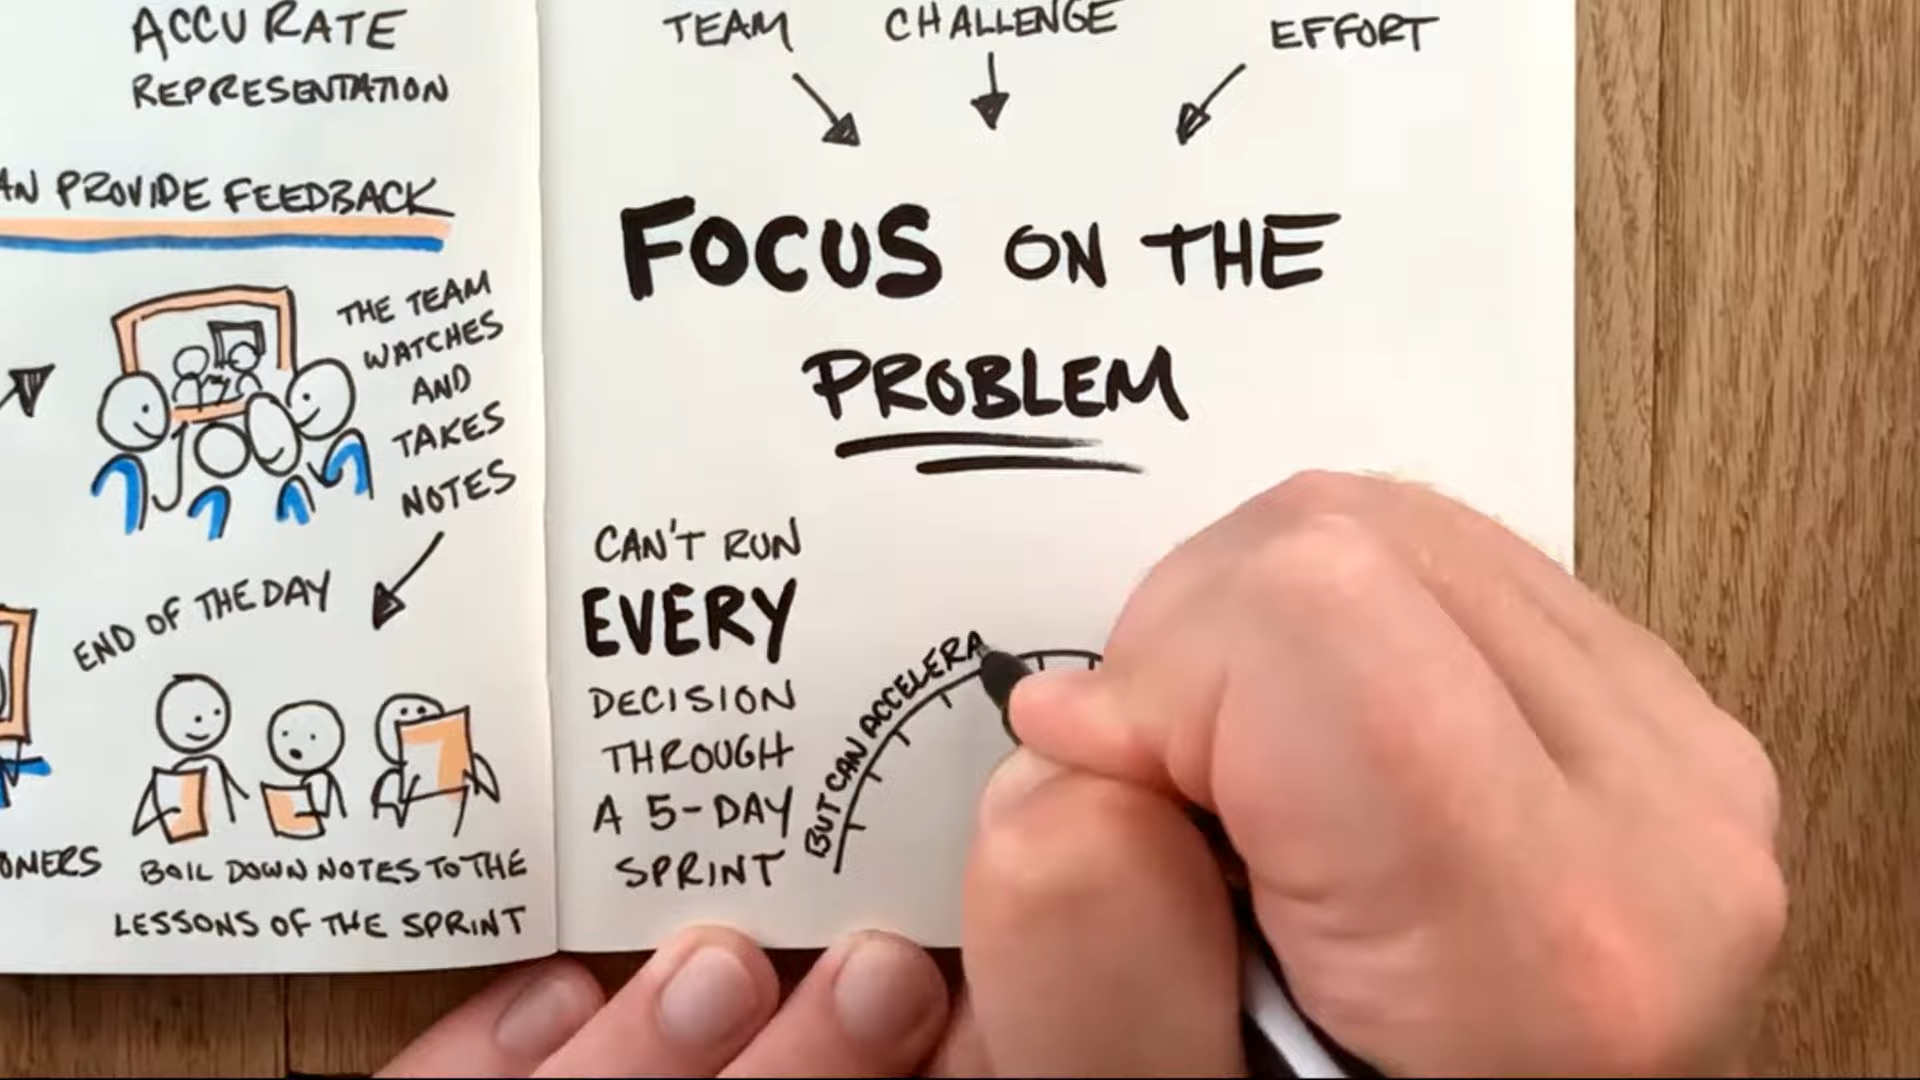 ACCURATE
REPRESENTATION
PROVIDE FEEDBACK
THE TEAM
WATCHES
AND
TAKES
NOTES
END OF THE DAY
BOIL DOWN NOTES TO THE
LESSONS OF THE SPRINT
TEAM
CHALLENGE
EFFORT
FOCUS ON THE
PROBLEM
CAN'T RUN
EVERY
DECISION
THROUGH
A 5-DAY
SPRINT
BUT CAN ACCELERA